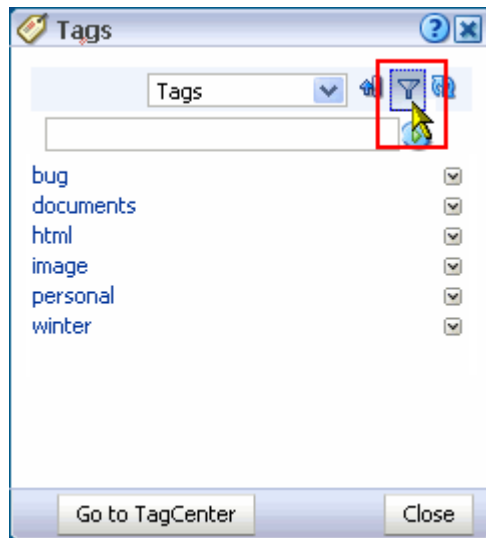 Tags
?
Tags
bug
documents
html
image
personal
winter
Go to TagCenter
Close